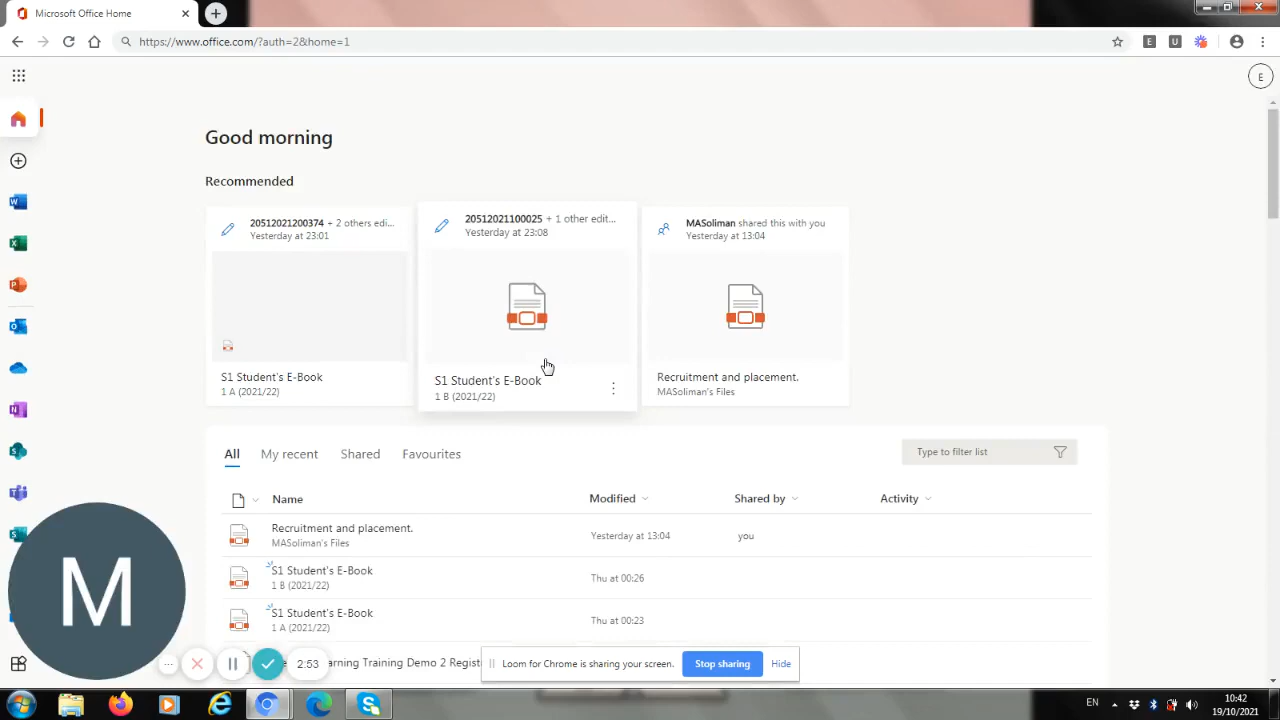 Microsoft Office Home
https://www.office.com/?auth=2&home=1
E
U
E
Good morning
Recommended
20512021200374 + 2 others edi...
Yesterday at 23:01
S1 Student's E-Book
1 A (2021/22)
20512021100025 + 1 other edit...
Yesterday at 23:08
S1 Student's E-Book
1 B (2021/22)
MASoliman shared this with you
Yesterday at 13:04
Recruitment and placement.
MASoliman's Files
All
My recent
Shared
Favourites
Type to filter list
Name
Modified
Shared by
Activity
Recruitment and placement.
MASoliman's Files
Yesterday at 13:04
you
S1 Student's E-Book
1 B (2021/22)
Thu at 00:26
S1 Student's E-Book
1 A (2021/22)
Thu at 00:23
Training Demo 2 Regist
M
2:53
Loom for Chrome is sharing your screen.
Stop sharing
Hide
EN
10:42
19/10/2021